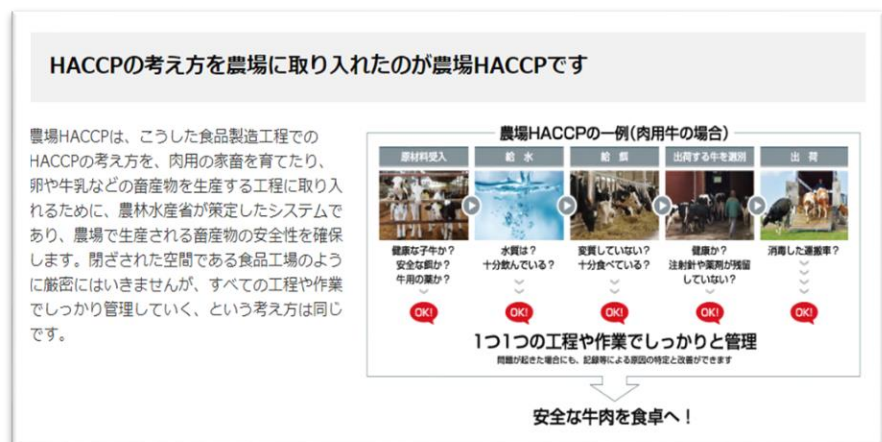 HACCPの考え方を農場に取り入れたのが農場HACCPです
農場HACCPは、こうした食品製造工程での
HACCPの考え方を、肉用の家畜を育てたり、
卵や牛乳などの畜産物を生産する工程に取り入
れるために、農林水産省が策定したシステムで
あり、農場で生産される畜産物の安全性を確保
します。閉ざされた空間である食品工場のよう
に厳密にはいきませんが、すべての工程や作業
でしっかり管理していく、という考え方は同じ
です。
農場HACCPの一例(肉用牛の場合)
原材料受入
給 水
給 餌
出荷する牛を選別
出 荷
健康な子牛か?
安全な餌か?
牛用の薬か?
水質は?
十分飲んでいる?
変質していない?
十分食べている?
健康か?
注射針や薬剤が残留
していない?
消毒した運搬車?
OK!
OK!
OK!
OK!
OK!
1つ1つの工程や作業でしっかりと管理
問題が起きた場合にも、記録等による原因の特定と改善ができます
安全な牛肉を食卓へ!